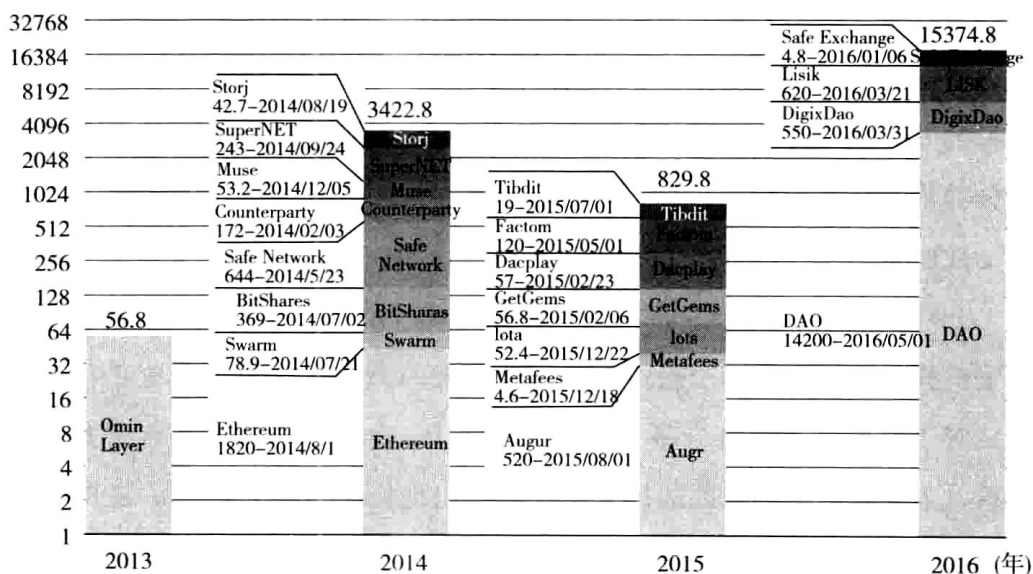 32768
16384
8192
4096
2048
1024
512
256
128
64
32
16
8
4
2
1
56.8
Omin
Layer
2013
Storj
42.7–2014/08/19
SuperNET
243–2014/09/24
Muse
53.2–2014/12/05
Counterparty
172–2014/02/03
Safe Network
644–2014/5/23
BitShares
369–2014/07/02
Swarm
78.9–2014/07/21
Ethereum
1820–2014/8/1
3422.8
Storj
SuperNET
Muse
Counterparty
Safe
Network
BitSharas
Swarm
Ethereum
2014
Tibdit
19–2015/07/01
Factom
120–2015/05/01
Dacplay
57–2015/02/23
GetGems
56.8–2015/02/06
Iota
52.4–2015/12/22
Metafees
4.6–2015/12/18
Augur
520–2015/08/01
829.8
Tibdit
Factom
Dacplay
GetGems
Iots
Metafees
Augr
2015
Safe Exchange
4.8–2016/01/06
Lisik
620–2016/03/21
DigixDao
550–2016/03/31
DAO
14200–2016/05/01
15374.8
LISK
DigixDao
DAO
2016 (年)